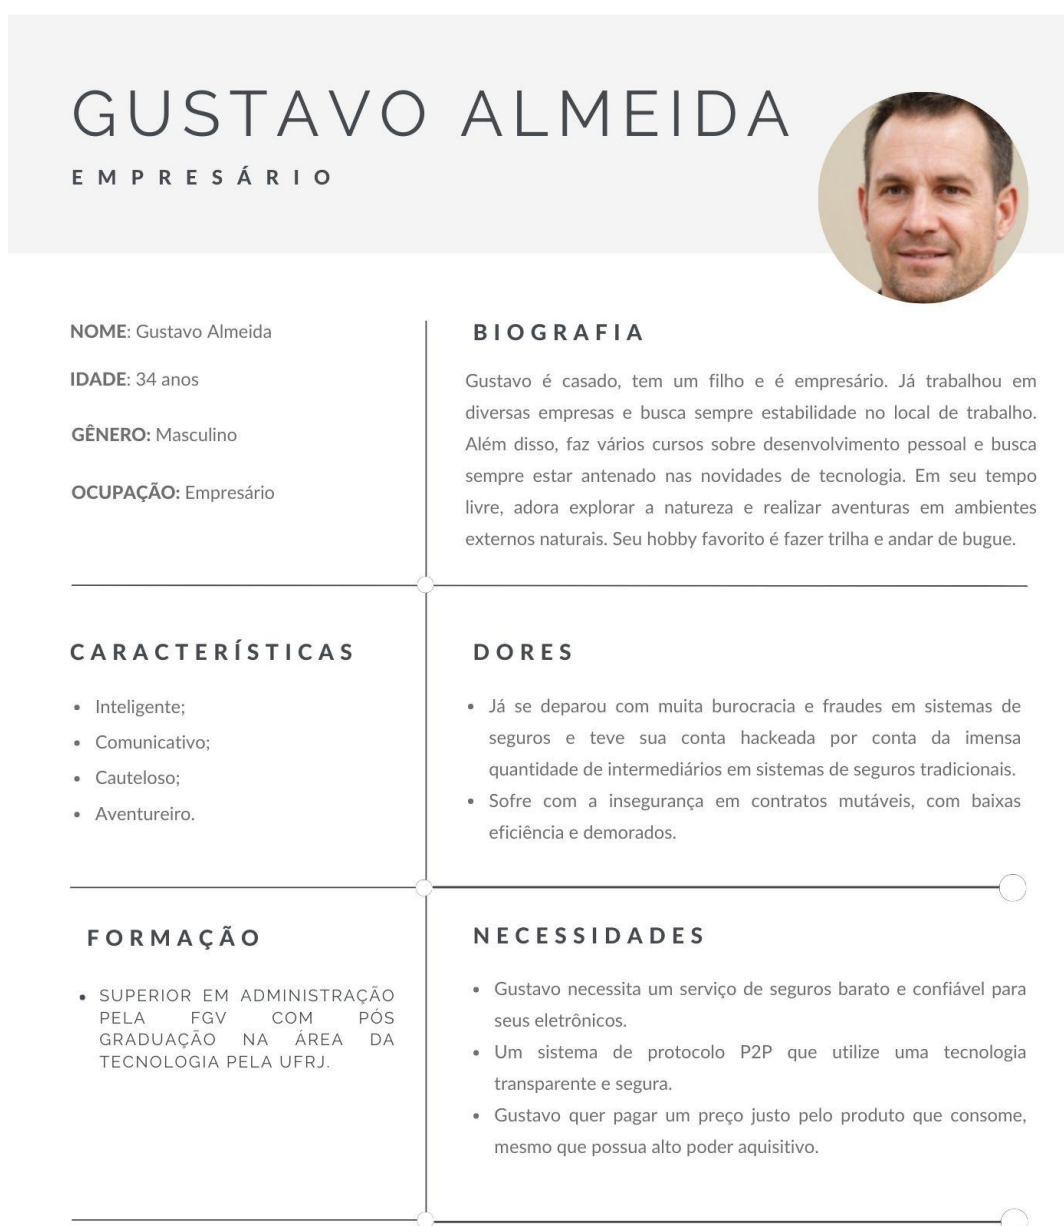 GUSTAVO ALMEIDA
EMPRESÁRIO
NOME: Gustavo Almeida
IDADE: 34 anos
GÊNERO: Masculino
OCUPAÇÃO: Empresário
BIOGRAFIA
Gustavo é casado, tem um filho e é empresário. Já trabalhou em
diversas empresas e busca sempre estabilidade no local de trabalho.
Além disso, faz vários cursos sobre desenvolvimento pessoal e busca
sempre estar antenado nas novidades de tecnologia. Em seu tempo
livre, adora explorar a natureza e realizar aventuras em ambientes
externos naturais. Seu hobby favorito é fazer trilha e andar de bugue.
CARACTERÍSTICAS
• Inteligente;
• Comunicativo;
• Cauteloso;
• Aventureiro.
DORES
• Já se deparou com muita burocracia e fraudes em sistemas de
seguros e teve sua conta hackeada por conta da imensa
quantidade de intermediários em sistemas de seguros tradicionais.
• Sofre com a insegurança em contratos mutáveis, com baixas
eficiência e demorados.
FORMAÇÃO
• SUPERIOR EM ADMINISTRAÇÃO
PELA FGV COM PÓS
GRADUAÇÃO NA ÁREA DA
TECNOLOGIA PELA UFRJ.
NECESSIDADES
• Gustavo necessita um serviço de seguros barato e confiável para
seus eletrônicos.
• Um sistema de protocolo P2P que utilize uma tecnologia
transparente e segura.
• Gustavo quer pagar um preço justo pelo produto que consome,
mesmo que possua alto poder aquisitivo.